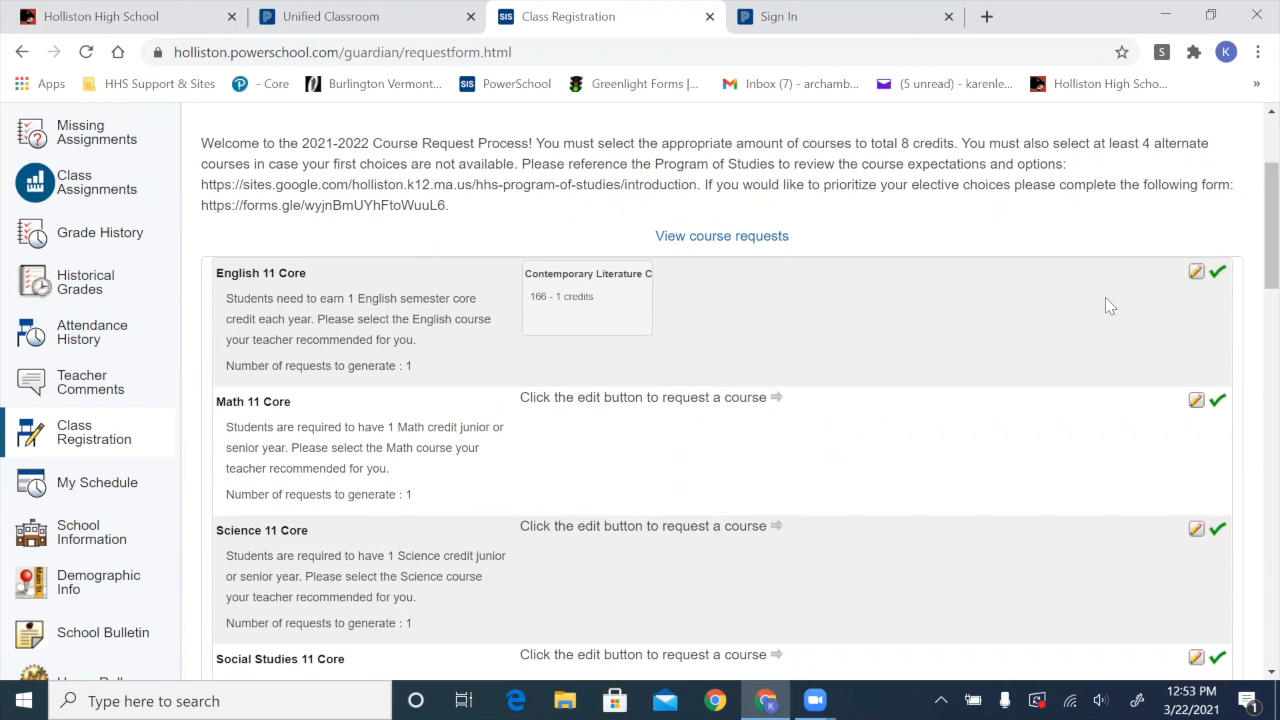 Holliston High School
Unified Classroom
SIS Class Registration
Sign In
holliston.powerschool.com/guardian/requestform.html
S
K
Apps
HHS Support & Sites
- Core
Burlington Vermont...
SIS PowerSchool
Greenlight Forms |...
Inbox (7) - archamb...
(5 unread) - karenle...
Holliston High Scho...
»
Missing
Assignments
Class
Assignments
Grade History
Historical
Grades
Attendance
History
Teacher
Comments
Class
Registration
My Schedule
School
Information
Demographic
Info
School Bulletin
Welcome to the 2021-2022 Course Request Process! You must select the appropriate amount of courses to total 8 credits. You must also select at least 4 alternate
courses in case your first choices are not available. Please reference the Program of Studies to review the course expectations and options:
https://sites.google.com/holliston.k12.ma.us/hhs-program-of-studies/introduction. If you would like to prioritize your elective choices please complete the following form:
https://forms.gle/wyjnBmUYhFtoWuuL6.
View course requests
English 11 Core
Students need to earn 1 English semester core
credit each year. Please select the English course
your teacher recommended for you.
Number of requests to generate : 1
Contemporary Literature C
166 - 1 credits
Math 11 Core
Students are required to have 1 Math credit junior or
senior year. Please select the Math course your
teacher recommended for you.
Number of requests to generate : 1
Click the edit button to request a course
Science 11 Core
Students are required to have 1 Science credit junior
or senior year. Please select the Science course
your teacher recommended for you.
Number of requests to generate : 1
Click the edit button to request a course
Social Studies 11 Core
Click the edit button to request a course
Type here to search
12:53 PM
3/22/2021
1